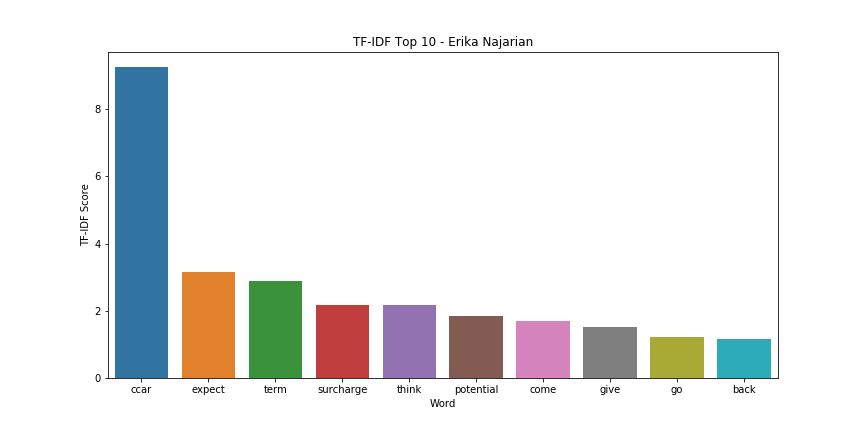 TF-IDF Top 10 - Erika Najarian
TF-IDF Score
8
6
4
2
0
ccar expect term surcharge think potential come give go back
Word